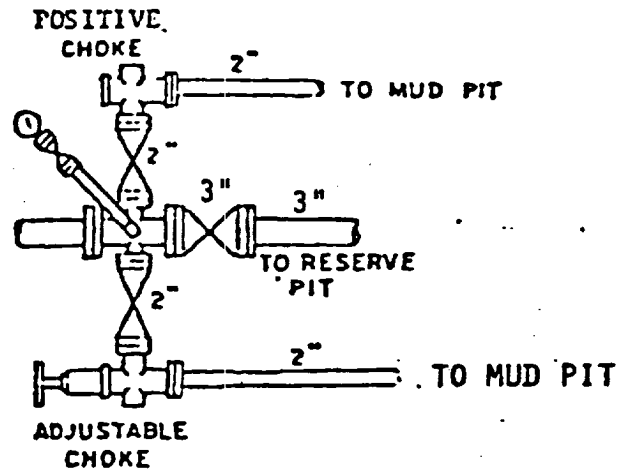 POSITIVE
CHOKE
2"
TO MUD PIT
2"
3"
3"
TO RESERVE
PIT
2"
2"
TO MUD PIT
ADJUSTABLE
CHOKE